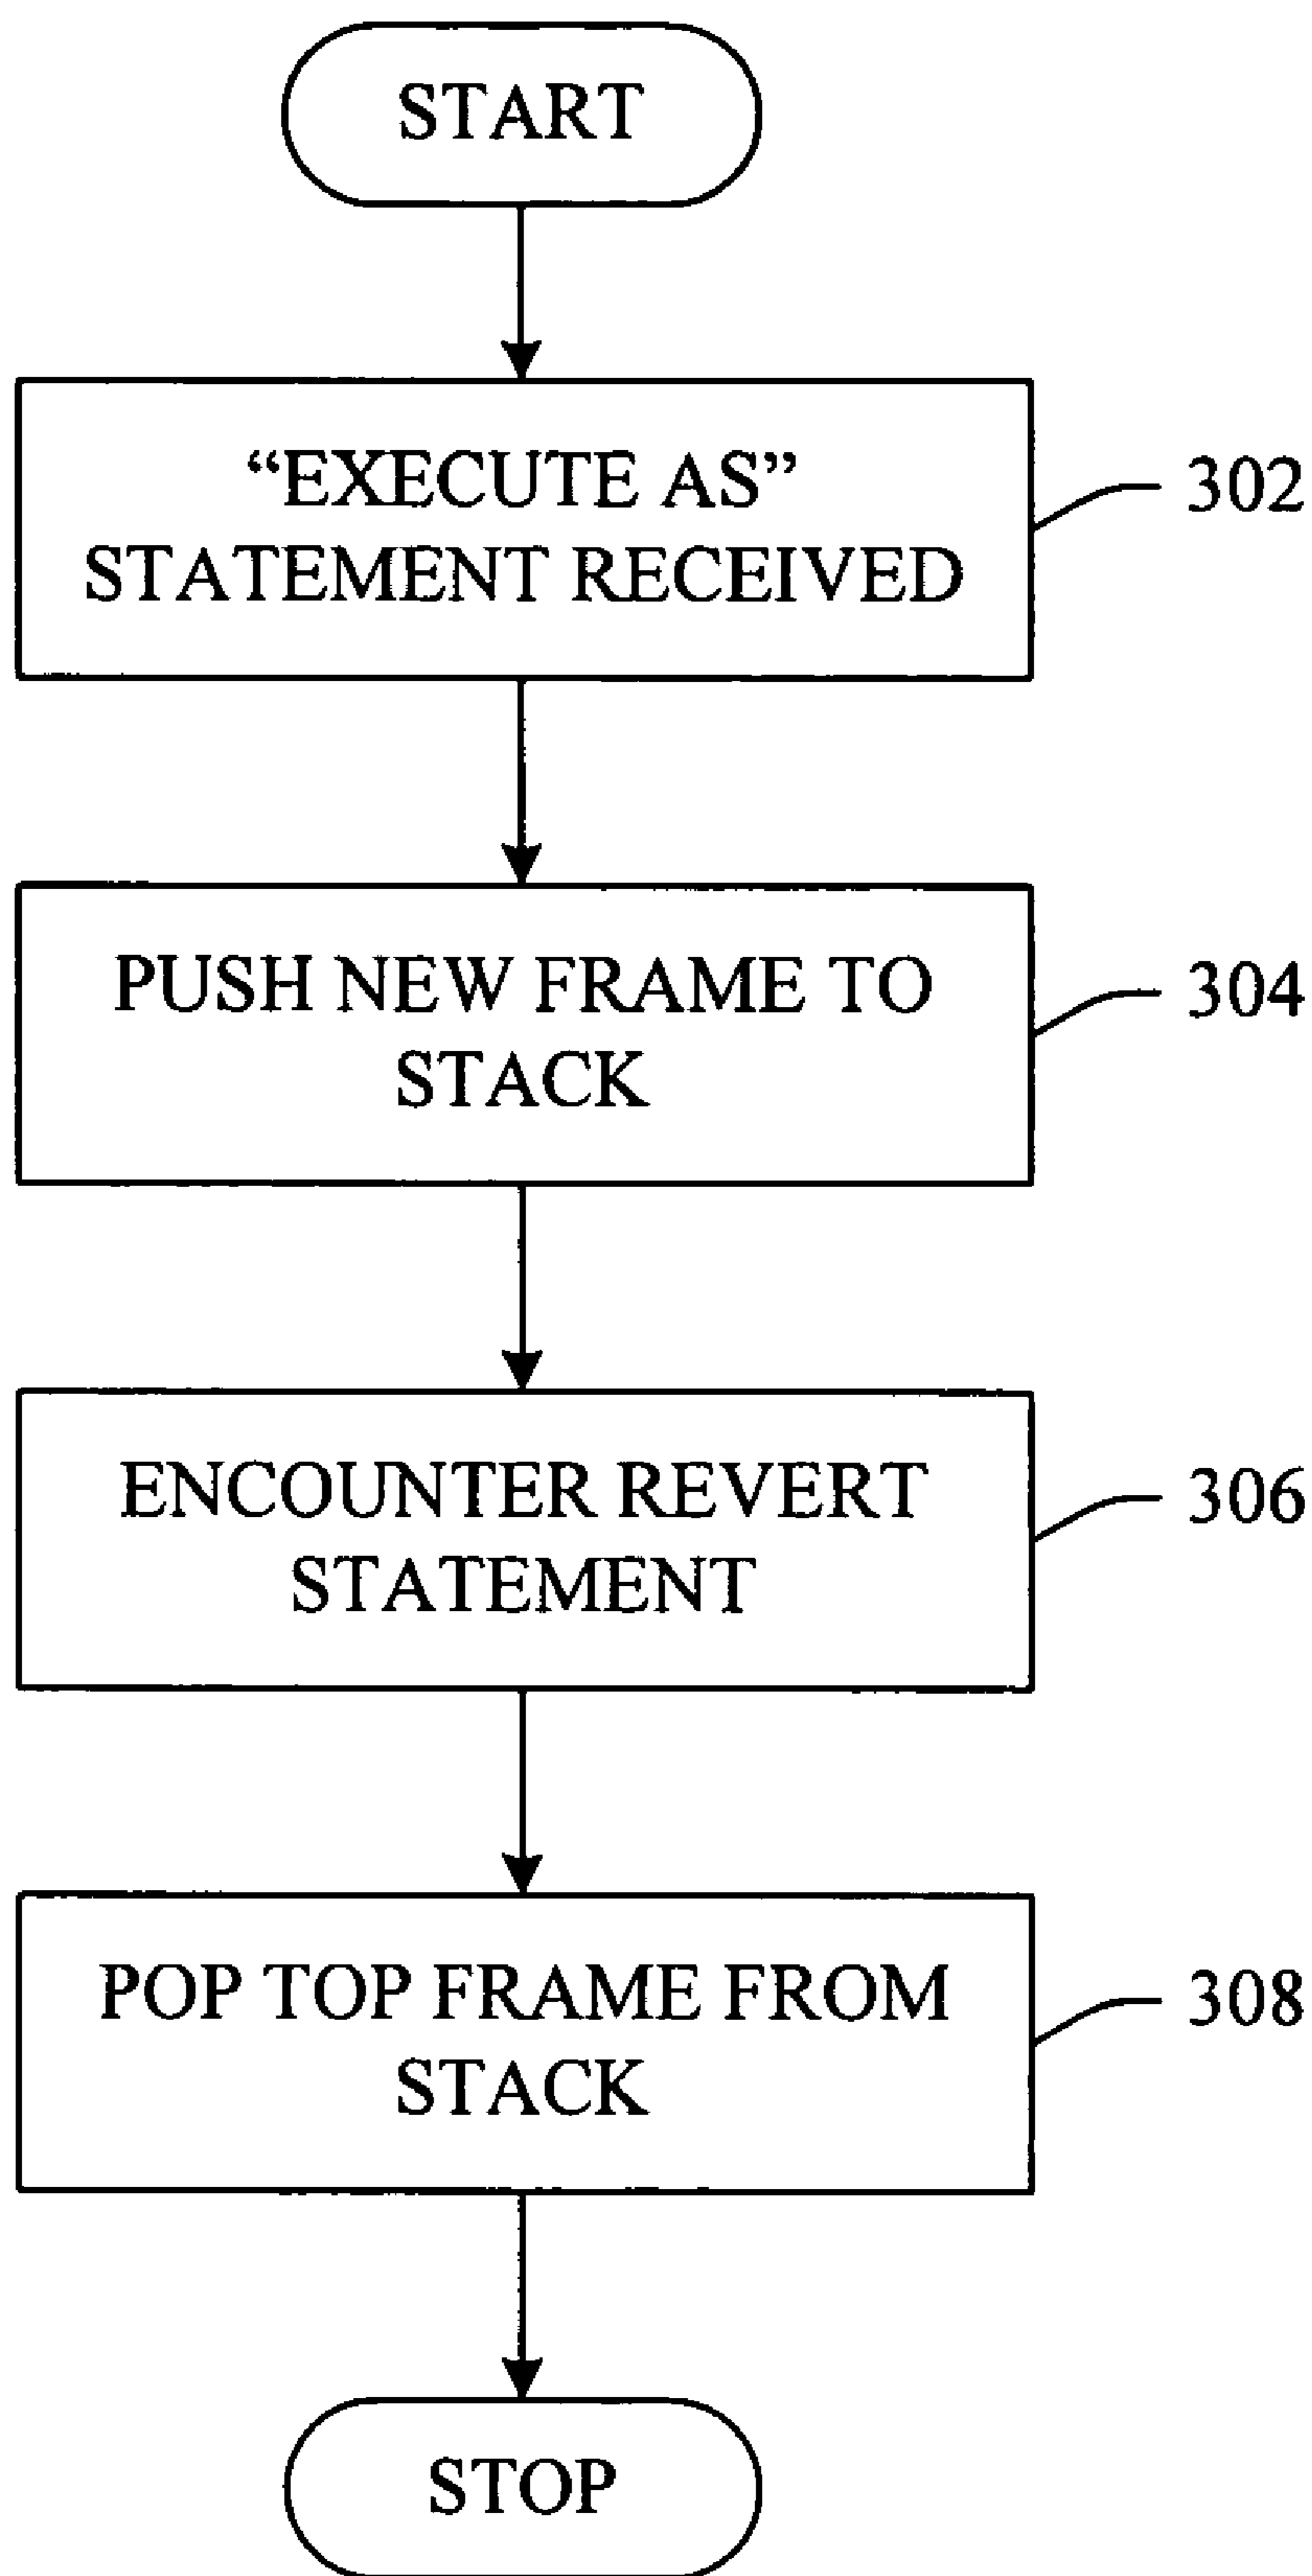 START
“EXECUTE AS”
STATEMENT RECEIVED
302
PUSH NEW FRAME TO
STACK
304
ENCOUNTER REVERT
STATEMENT
306
POP TOP FRAME FROM
STACK
308
STOP